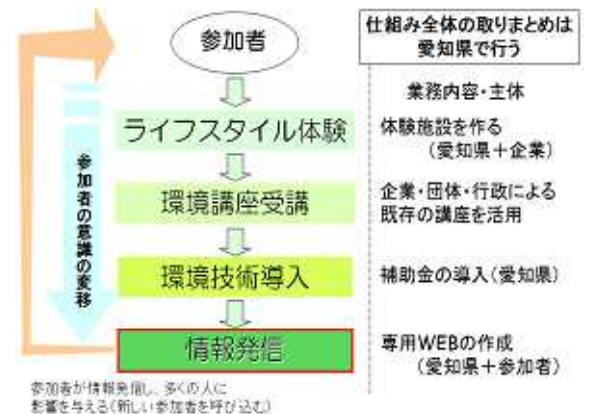 参加者
仕組み全体の取りまとめは
愛知県で行う
業務内容・主体
ライフスタイル体験
体験施設を作る
(愛知県+企業)
環境講座受講
企業・団体・行政による
既存の講座を活用
環境技術導入
補助金の導入(愛知県)
情報発信
専用WEBの作成
(愛知県+参加者)
参加者の意識の変移
参加者が情報発信し、多くの人に
影響を与える(新しい参加者を呼び込む)